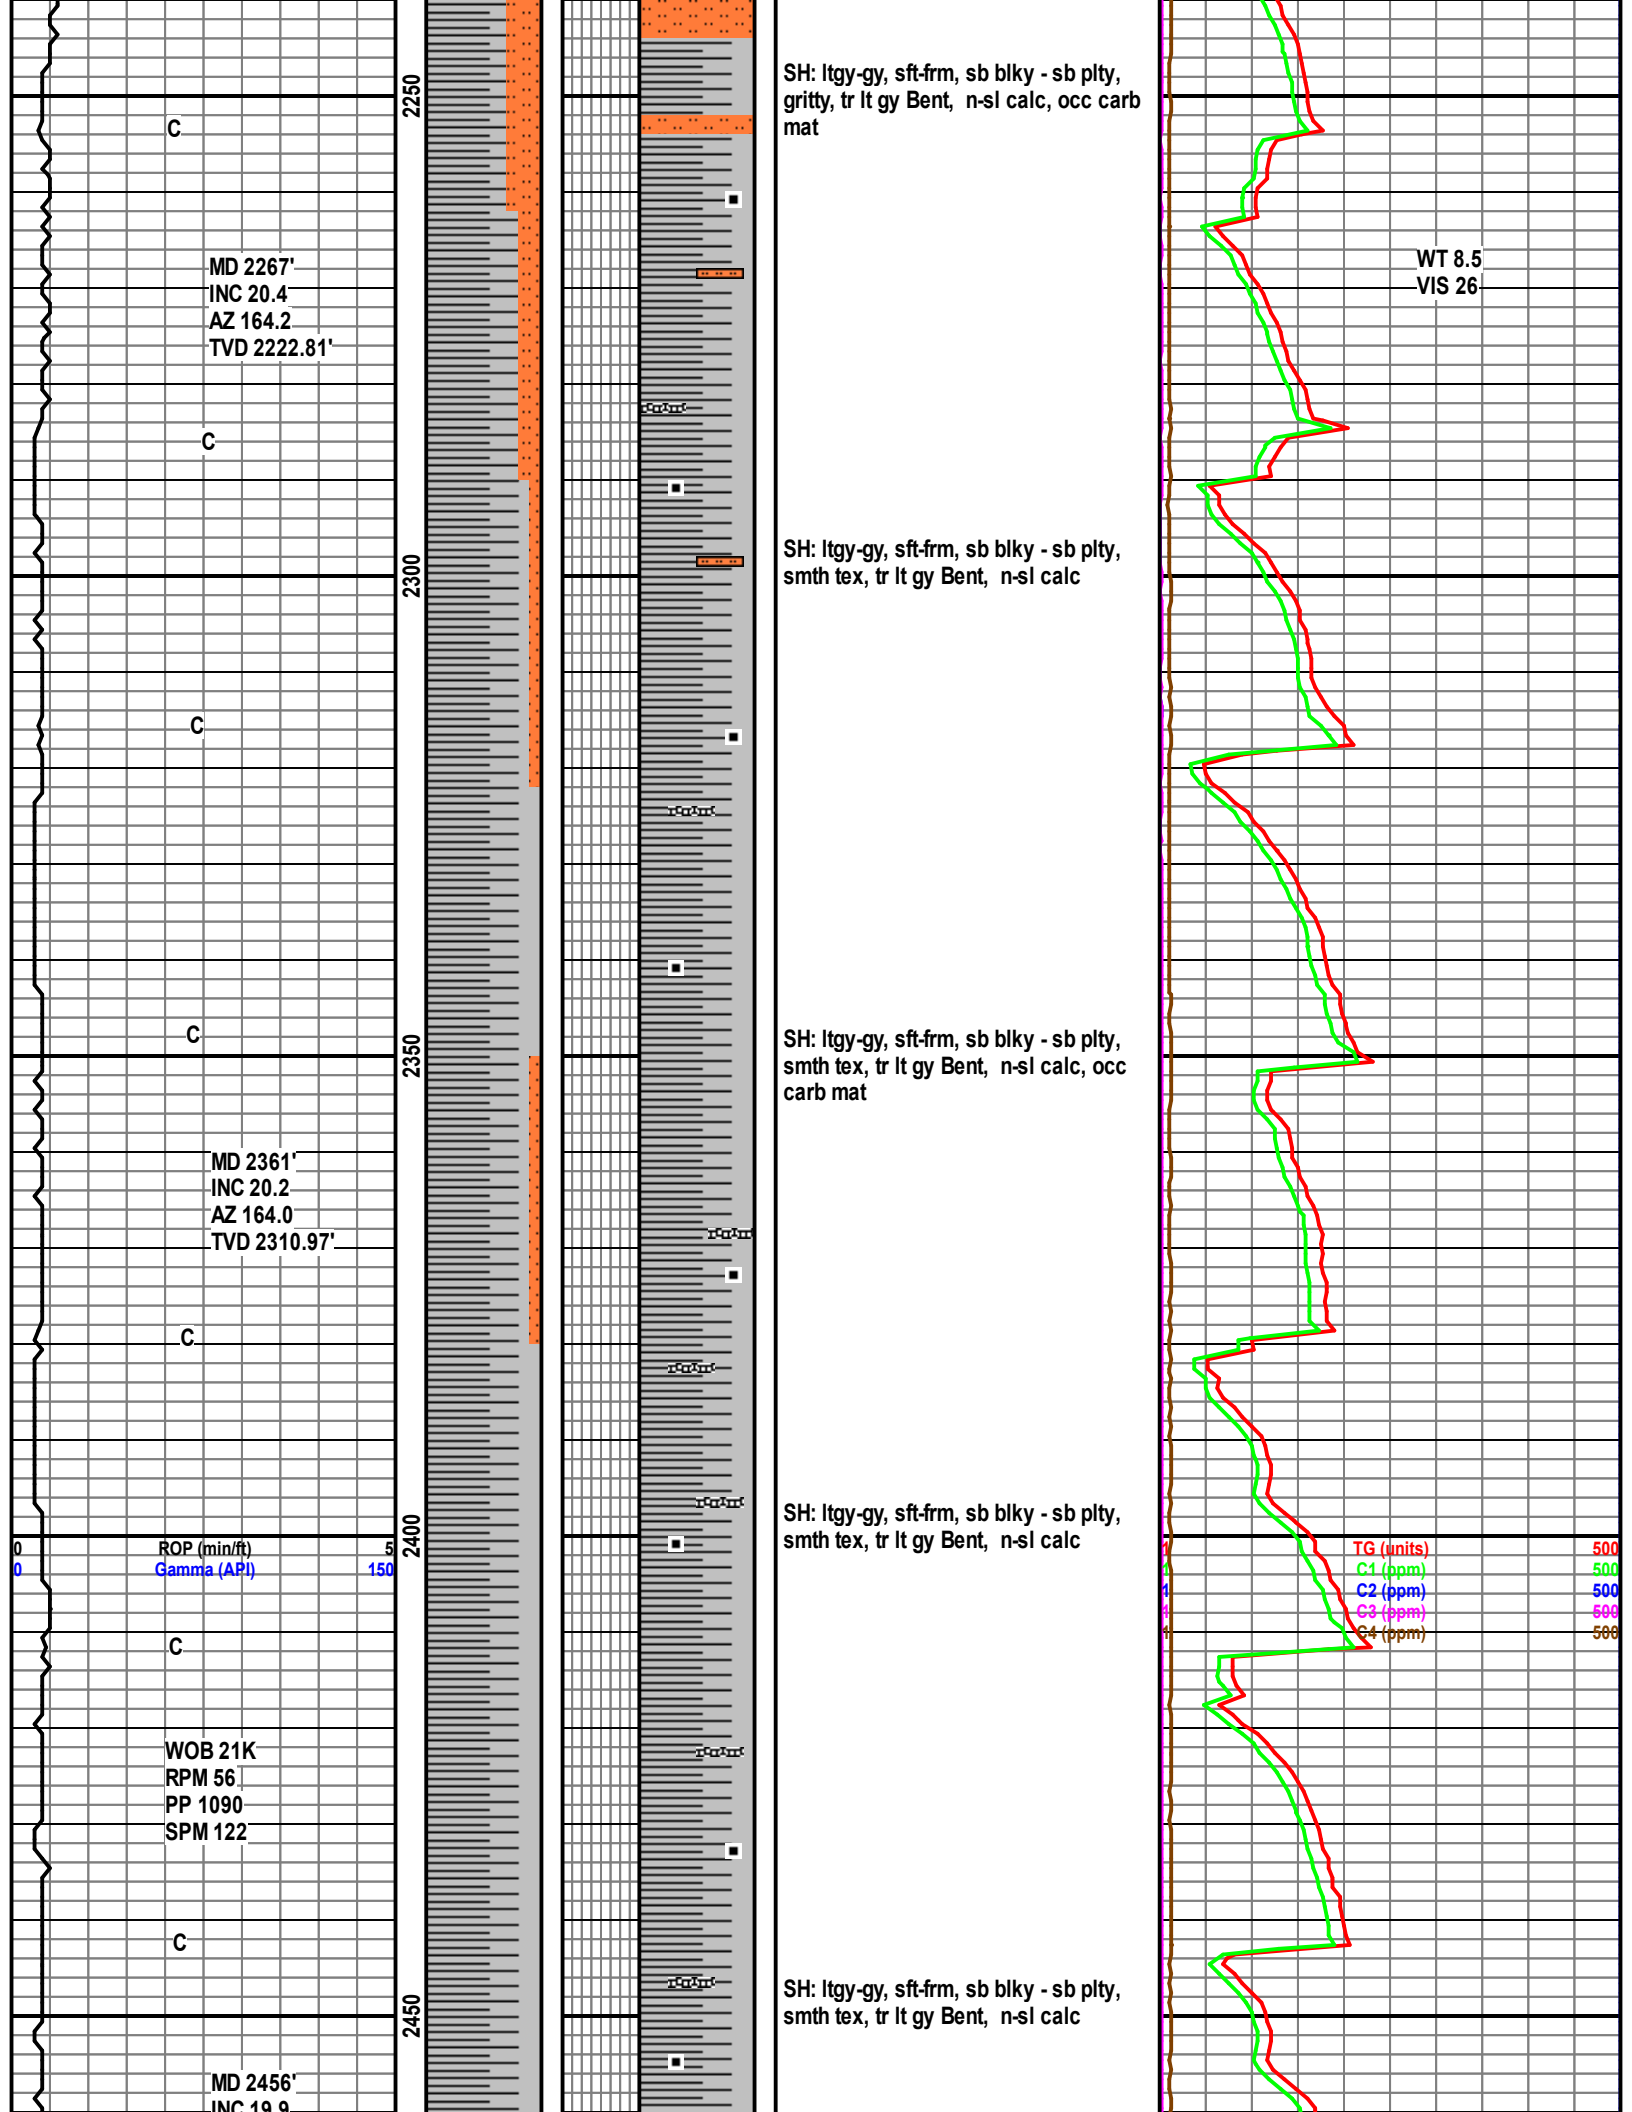 2250
C
SH: ltgy-gy, sft-frm, sb blky - sb plty,
gritty, tr lt gy Bent,  n-sl calc, occ carb
mat
MD 2267'
INC 20.4
AZ 164.2
TVD 2222.81'
WT 8.5
VIS 26
C
2300
SH: ltgy-gy, sft-frm, sb blky - sb plty,
smth tex, tr lt gy Bent,  n-sl calc
C
C
2350
SH: ltgy-gy, sft-frm, sb blky - sb plty,
smth tex, tr lt gy Bent,  n-sl calc, occ
carb mat
MD 2361'
INC 20.2
AZ 164.0
TVD 2310.97'
C
2400
SH: ltgy-gy, sft-frm, sb blky - sb plty,
smth tex, tr lt gy Bent,  n-sl calc
0 ROP (min/ft) 5
0 Gamma (API) 150
1 TG (units) 500
1 C1 (ppm) 500
1 C2 (ppm) 500
1 C3 (ppm) 500
1 C4 (ppm) 500
C
WOB 21K
RPM 56
PP 1090
SPM 122
C
2450
SH: ltgy-gy, sft-frm, sb blky - sb plty,
smth tex, tr lt gy Bent,  n-sl calc
MD 2456'
INC 19.9